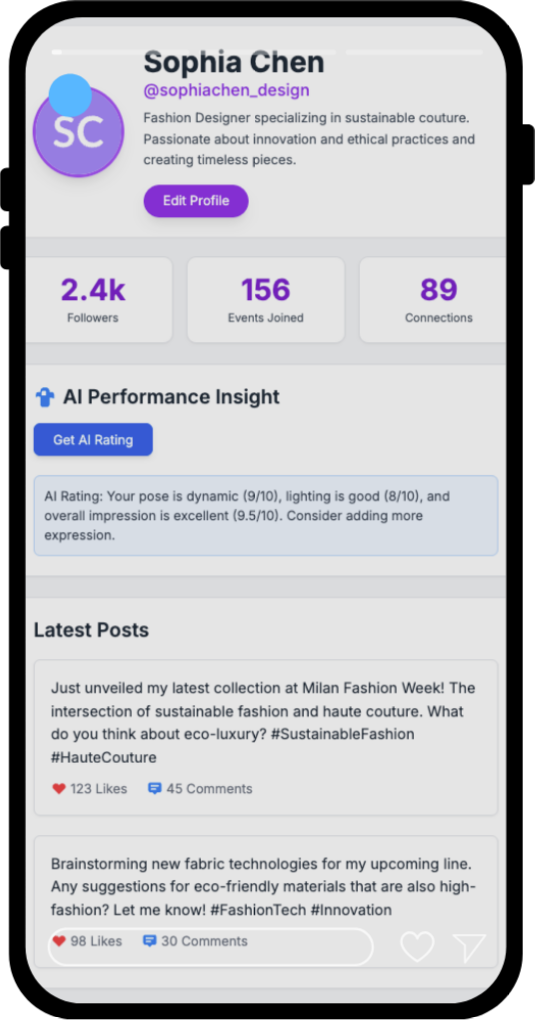 Sophia Chen
@sophiachen_design
Fashion Designer specializing in sustainable couture.
Passionate about innovation and ethical practices and
creating timeless pieces.
SC
Edit Profile
2.4k
Followers
156
Events Joined
89
Connections
AI Performance Insight
Get AI Rating
AI Rating: Your pose is dynamic (9/10), lighting is good (8/10), and
overall impression is excellent (9.5/10). Consider adding more
expression.
Latest Posts
Just unveiled my latest collection at Milan Fashion Week! The
intersection of sustainable fashion and haute couture. What
do you think about eco-luxury? #SustainableFashion
#HauteCouture
123 Likes 45 Comments
Brainstorming new fabric technologies for my upcoming line.
Any suggestions for eco-friendly materials that are also high-
fashion? Let me know! #FashionTech #Innovation
98 Likes 30 Comments